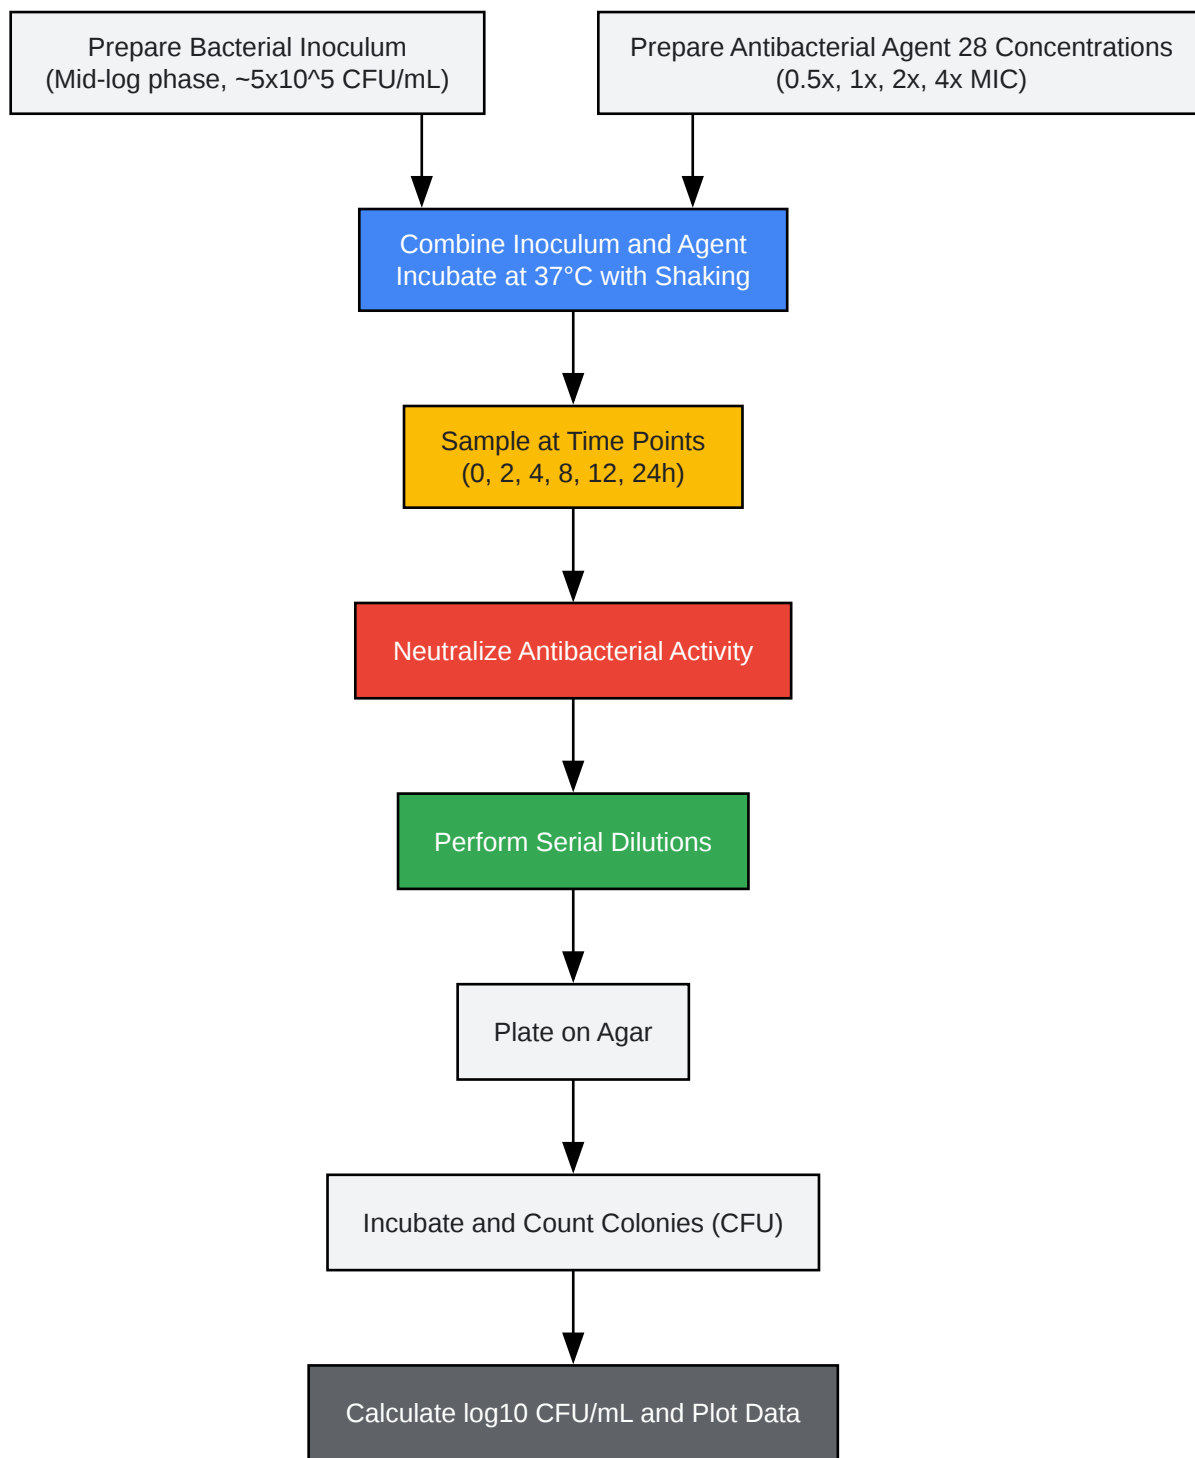 Prepare Bacterial Inoculum
(Mid-log phase, ~5x10^5 CFU/mL)
Prepare Antibacterial Agent 28 Concentrations
(0.5x, 1x, 2x, 4x MIC)
Combine Inoculum and Agent
Incubate at 37°C with Shaking
Sample at Time Points
(0, 2, 4, 8, 12, 24h)
Neutralize Antibacterial Activity
Perform Serial Dilutions
Plate on Agar
Incubate and Count Colonies (CFU)
Calculate log10 CFU/mL and Plot Data